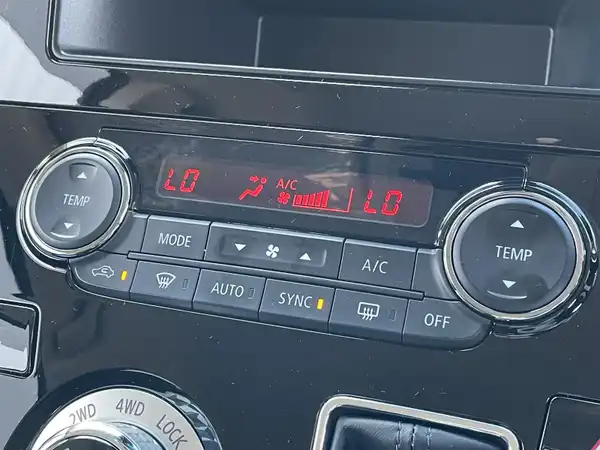 LO A/C LO
TEMP
TEMP
MODE
A/C
AUTO
SYNC
OFF
2WD 4WD LOCK